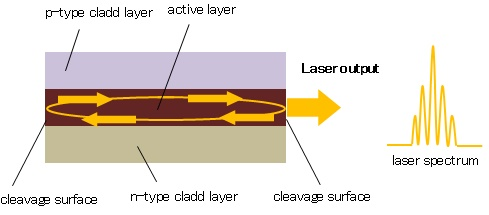 p-type cladd layer
active layer
Laser output
laser spectrum
cleavage surface
n-type cladd layer
cleavage surface